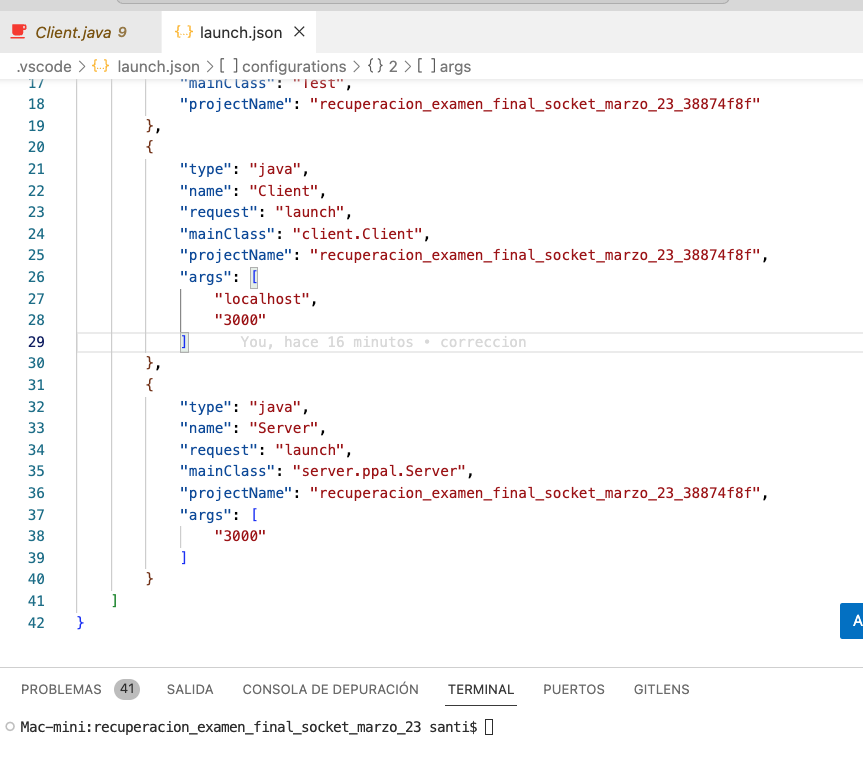 Client.java 9
launch.json
.vscode > launch.json > [ ] configurations > {} 2 > [ ] args
17 "mainClass": "Test",
18 "projectName": "recuperacion_examen_final_socket_marzo_23_38874f8f"
19 },
20 {
21 "type": "java",
22 "name": "Client",
23 "request": "launch",
24 "mainClass": "client.Client",
25 "projectName": "recuperacion_examen_final_socket_marzo_23_38874f8f",
26 "args": [
27 "localhost",
28 "3000"
29 ] You, hace 16 minutos • correccion
30 },
31 {
32 "type": "java",
33 "name": "Server",
34 "request": "launch",
35 "mainClass": "server.ppal.Server",
36 "projectName": "recuperacion_examen_final_socket_marzo_23_38874f8f",
37 "args": [
38 "3000"
39 ]
40 }
41 ]
42 }
A
PROBLEMAS 41 SALIDA CONSOLA DE DEPURACIÓN TERMINAL PUERTOS GITLENS
Mac-mini:recuperacion_examen_final_socket_marzo_23 santi$